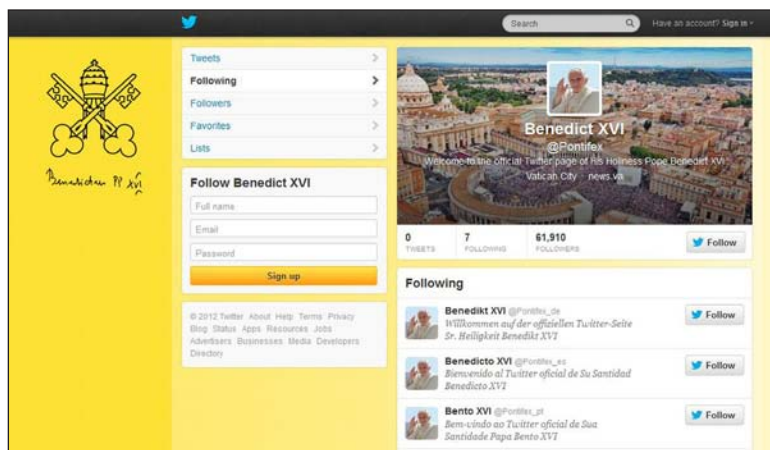 Search
Have an account? Sign in
Tweets
Following
Followers
Favorites
Lists
Follow Benedict XVI
Full name
Email
Password
Sign up
© 2012 Twitter About Help Terms Privacy
Blog Status Apps Resources Jobs
Advertisers Businesses Media Developers
Directory
Benedictus PP XVI
Benedict XVI
@Pontifex
Welcome to the official Twitter page of His Holiness Pope Benedict XVI
Vatican City · news.va
0
TWEETS
7
FOLLOWING
61,910
FOLLOWERS
Follow
Following
Benedikt XVI @Pontifex_de
Willkommen auf der offiziellen Twitter-Seite
Sr. Heiligkeit Benedikt XVI
Follow
Benedicto XVI @Pontifex_es
Bienvenido al Twitter oficial de Su Santidad
Benedicto XVI
Follow
Bento XVI @Pontifex_pt
Bem-vindo ao Twitter oficial de Sua
Santidade Papa Bento XVI
Follow